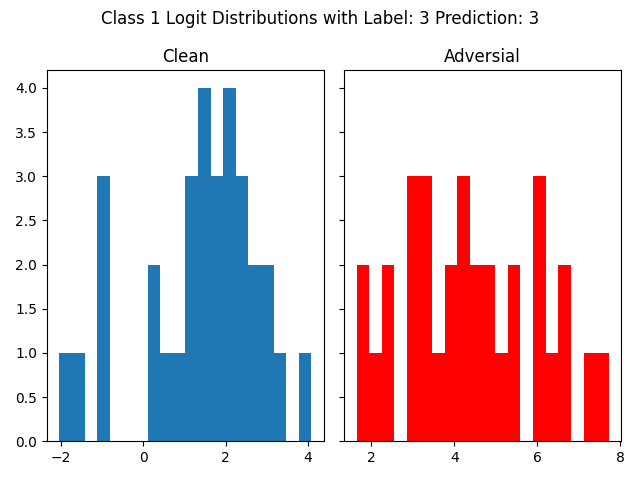 Class 1 Logit Distributions with Label: 3 Prediction: 3
Clean
Adversial
4.0
3.5
3.0
2.5
2.0
1.5
1.0
0.5
0.0
−2 0 2 4
2 4 6 8